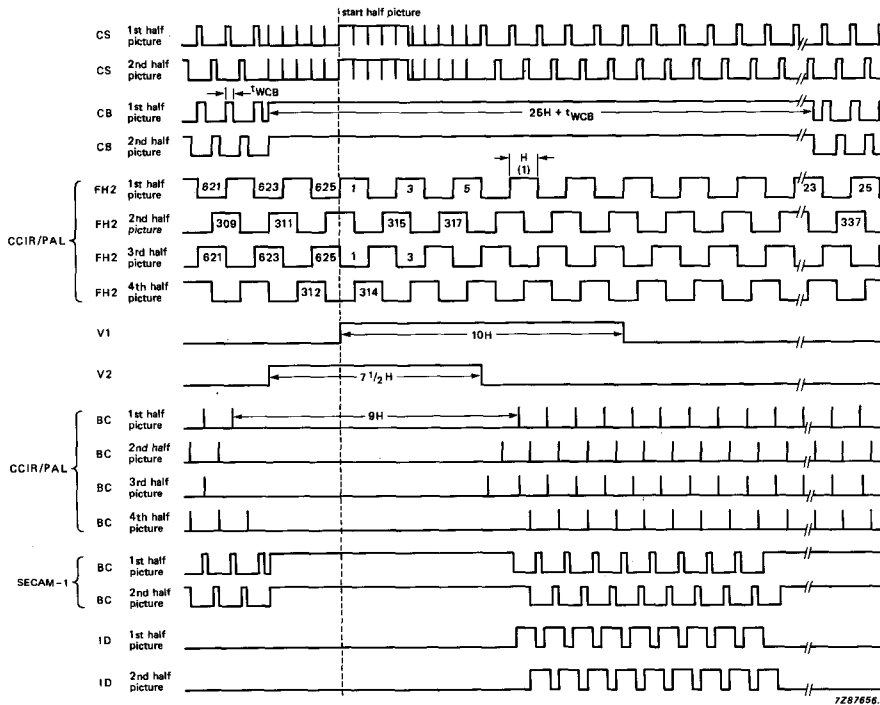 start half picture
CS 1st half picture
CS 2nd half picture
tWCB
CB 1st half picture
25H + tWCB
CB 2nd half picture
H (1)
CCIR/PAL
FH2 1st half picture 621 623 625 1 3 5 23 25
FH2 2nd half picture 309 311 315 317 337
FH2 3rd half picture 621 623 625 1 3
FH2 4th half picture 312 314
V1 10H
V2 7 1/2 H
CCIR/PAL
BC 1st half picture 9H
BC 2nd half picture
BC 3rd half picture
BC 4th half picture
SECAM-1
BC 1st half picture
BC 2nd half picture
ID 1st half picture
ID 2nd half picture
7Z87656.